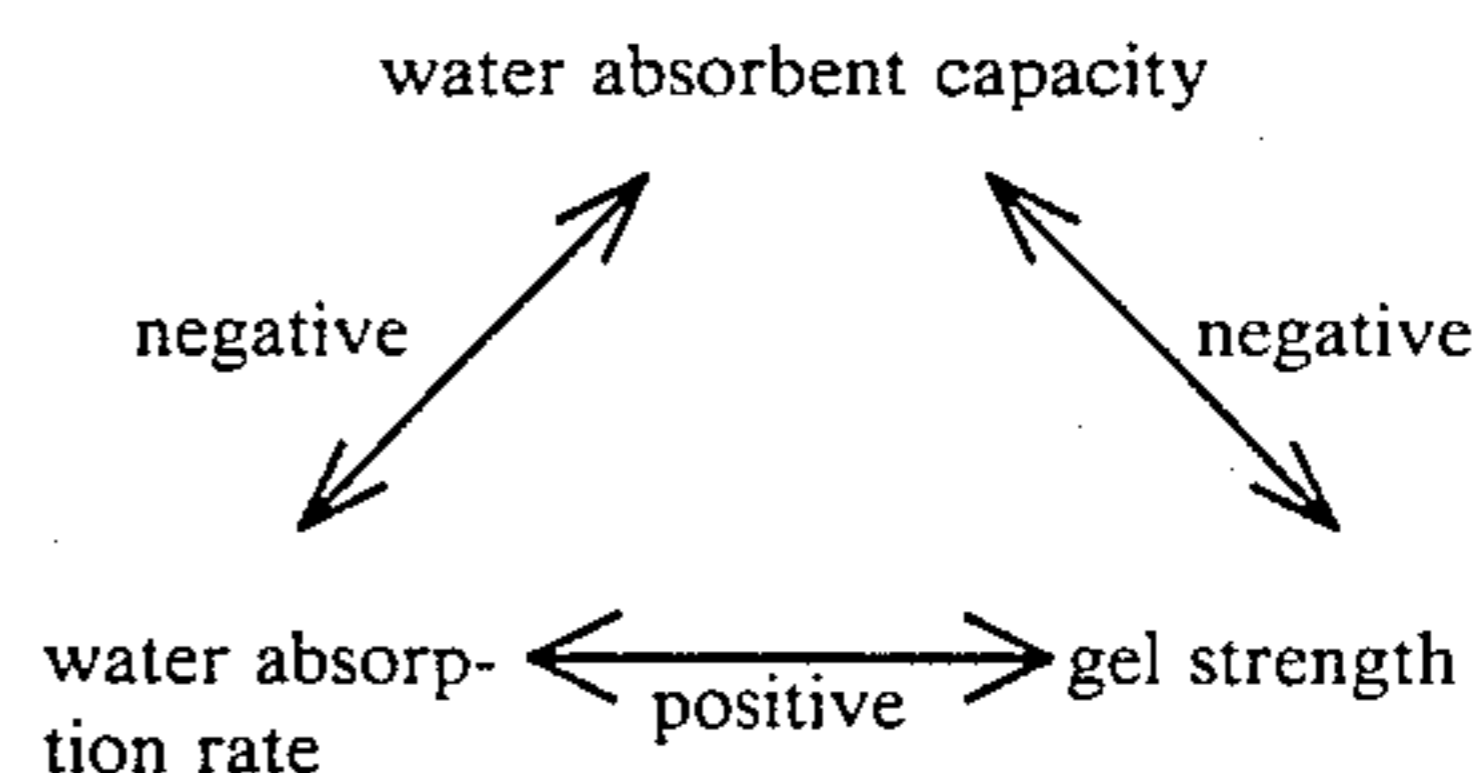 water absorbent capacity
negative
negative
water absorp-
tion rate
positive
gel strength